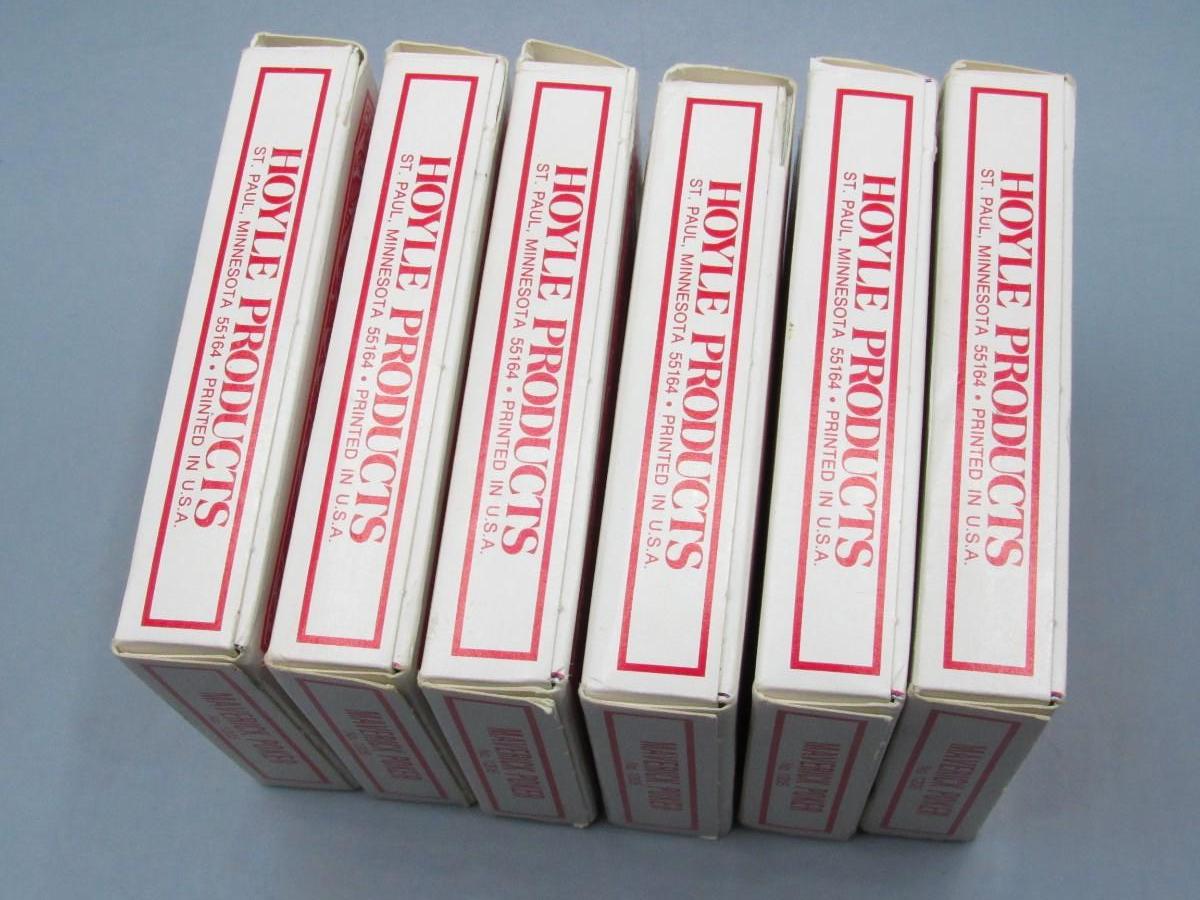 HOYLE PRODUCTS
ST. PAUL, MINNESOTA 55164 • PRINTED IN U.S.A.
HOYLE PRODUCTS
ST. PAUL, MINNESOTA 55164 • PRINTED IN U.S.A.
HOYLE PRODUCTS
ST. PAUL, MINNESOTA 55164 • PRINTED IN U.S.A.
HOYLE PRODUCTS
ST. PAUL, MINNESOTA 55164 • PRINTED IN U.S.A.
HOYLE PRODUCTS
ST. PAUL, MINNESOTA 55164 • PRINTED IN U.S.A.
HOYLE PRODUCTS
ST. PAUL, MINNESOTA 55164 • PRINTED IN U.S.A.
MAVERICK POKER
MAVERICK POKER
MAVERICK POKER
MAVERICK POKER
MAVERICK POKER
MAVERICK POKER